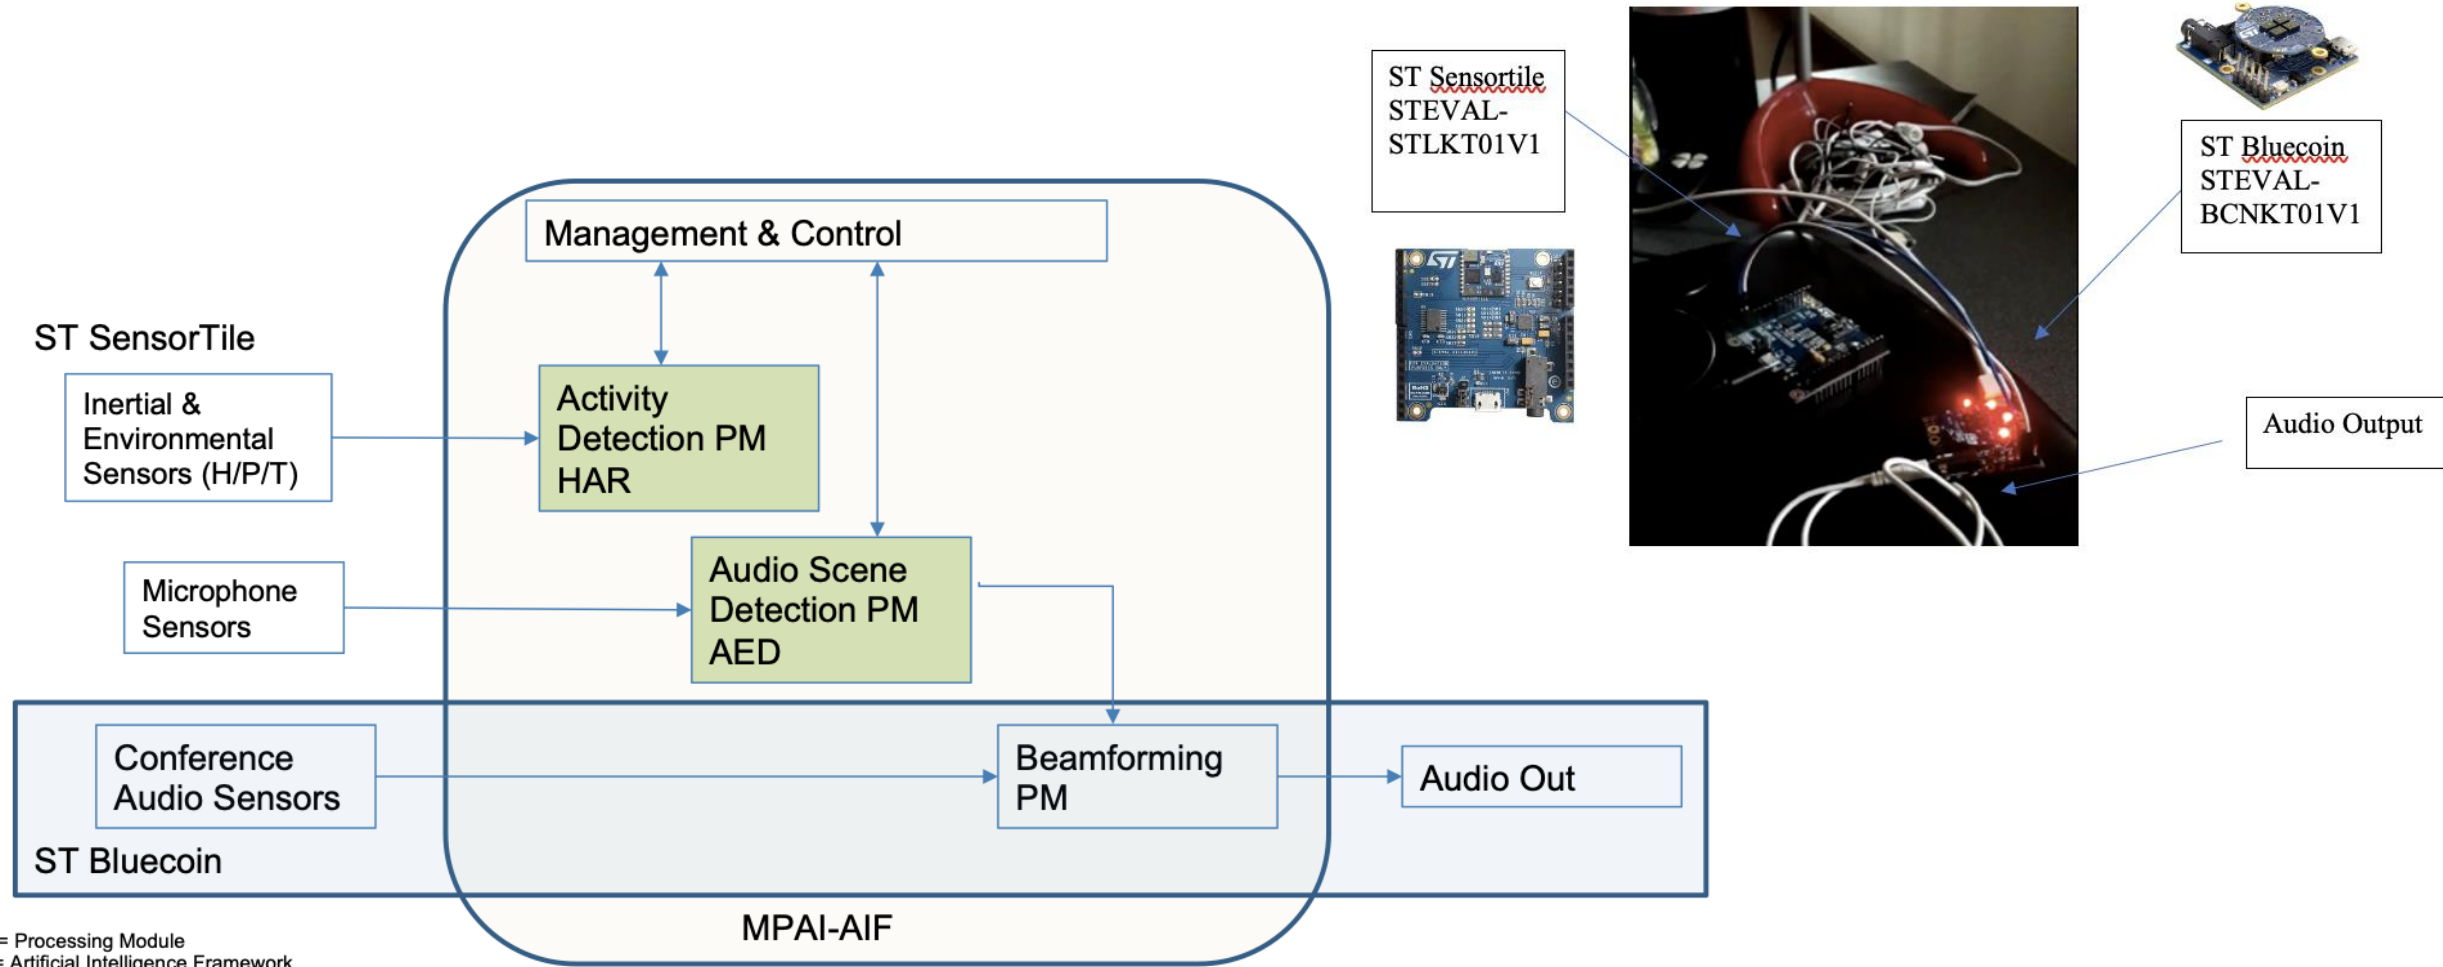 Management & Control
ST SensorTile
Inertial &
Environmental
Sensors (H/P/T)
Activity
Detection PM
HAR
Microphone
Sensors
Audio Scene
Detection PM
AED
Conference
Audio Sensors
Beamforming
PM
Audio Out
ST Bluecoin
MPAI-AIF
= Processing Module
= Artificial Intelligence Framework
ST Sensortile
STEVAL-
STLKT01V1
ST
ST Bluecoin
STEVAL-
BCNKT01V1
Audio Output